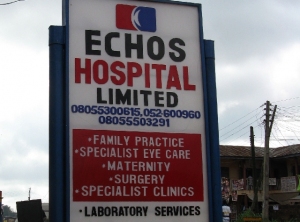 ECHOS
HOSPITAL
LIMITED
08055300615, 052-600960
08055503291
• FAMILY PRACTICE
• SPECIALIST EYE CARE
• MATERNITY
• SURGERY
• SPECIALIST CLINICS
• LABORATORY SERVICES